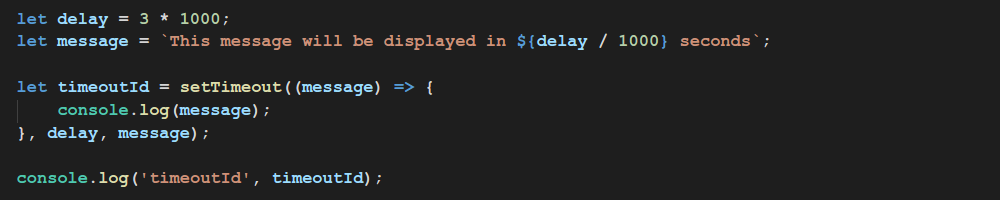 let delay = 3 * 1000;
let message = `This message will be displayed in ${delay / 1000} seconds`;
let timeoutId = setTimeout((message) => {
    console.log(message);
}, delay, message);
console.log('timeoutId', timeoutId);